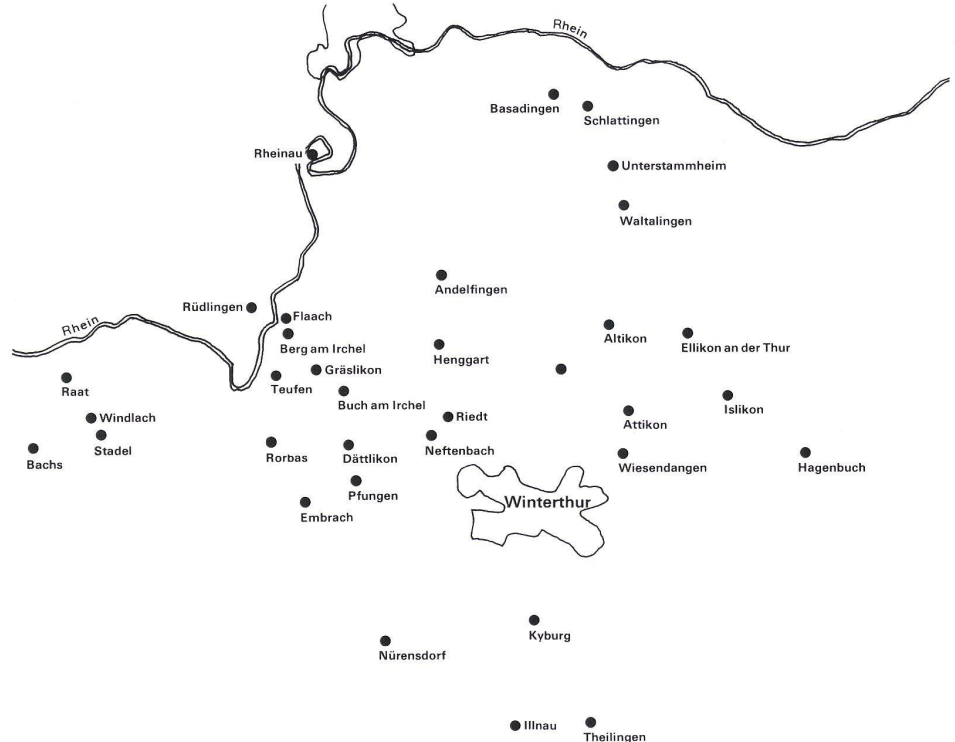 Rhein
Basadingen
Schlattingen
Rheinau
Unterstammheim
Waltalingen
Andelfingen
Rüdlingen
Flaach
Rhein
Berg am Irchel
Altikon
Ellikon an der Thur
Henggart
Gräslikon
Raat
Teufen
Buch am Irchel
Islikon
Windlach
Riedt
Attikon
Stadel
Rorbas
Dättlikon
Neftenbach
Bachs
Wiesendangen
Hagenbuch
Pfungen
Winterthur
Embrach
Kyburg
Nürensdorf
Illnau
Theilingen